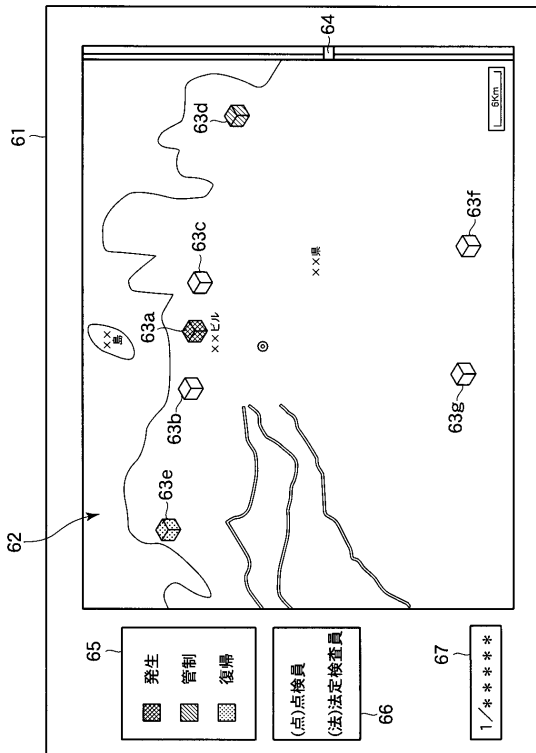 61
62
××
島
63e
63b
63a
××ビル
63c
63d
64
××県
63g
63f
6Km
65
発生
管制
復帰
(点)点検員
(法)法定検査員
66
67
1/*****